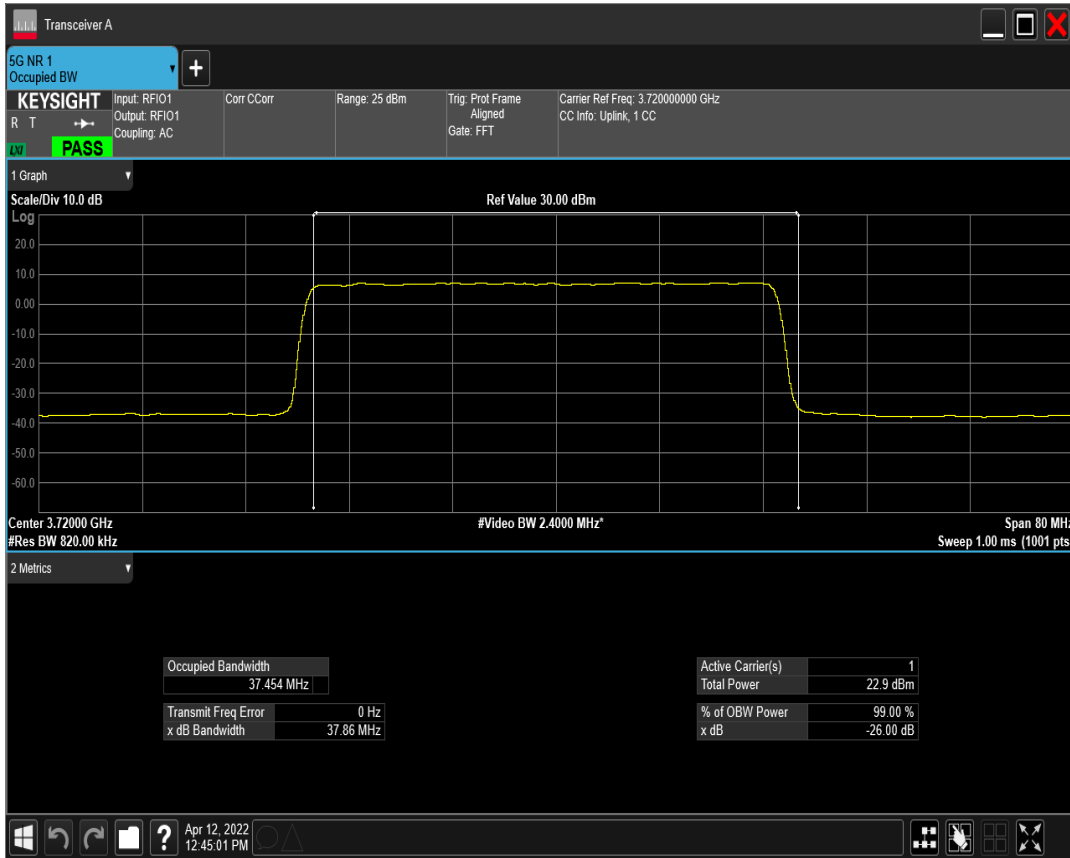 Transceiver A
5G NR 1
Occupied BW
KEYSIGHT
R T
LXI
PASS
Input: RFIO1
Output: RFIO1
Coupling: AC
Corr CCorr
Range: 25 dBm
Trig: Prot Frame
Aligned
Gate: FFT
Carrier Ref Freq: 3.720000000 GHz
CC Info: Uplink, 1 CC
1 Graph
Scale/Div 10.0 dB
Ref Value 30.00 dBm
Log
20.0
10.0
0.00
-10.0
-20.0
-30.0
-40.0
-50.0
-60.0
Center 3.72000 GHz
#Video BW 2.4000 MHz*
Span 80 MHz
#Res BW 820.00 kHz
Sweep 1.00 ms (1001 pts
2 Metrics
Occupied Bandwidth
37.454 MHz
Transmit Freq Error 0 Hz
x dB Bandwidth 37.86 MHz
Active Carrier(s) 1
Total Power 22.9 dBm
% of OBW Power 99.00 %
x dB -26.00 dB
?
Apr 12, 2022
12:45:01 PM